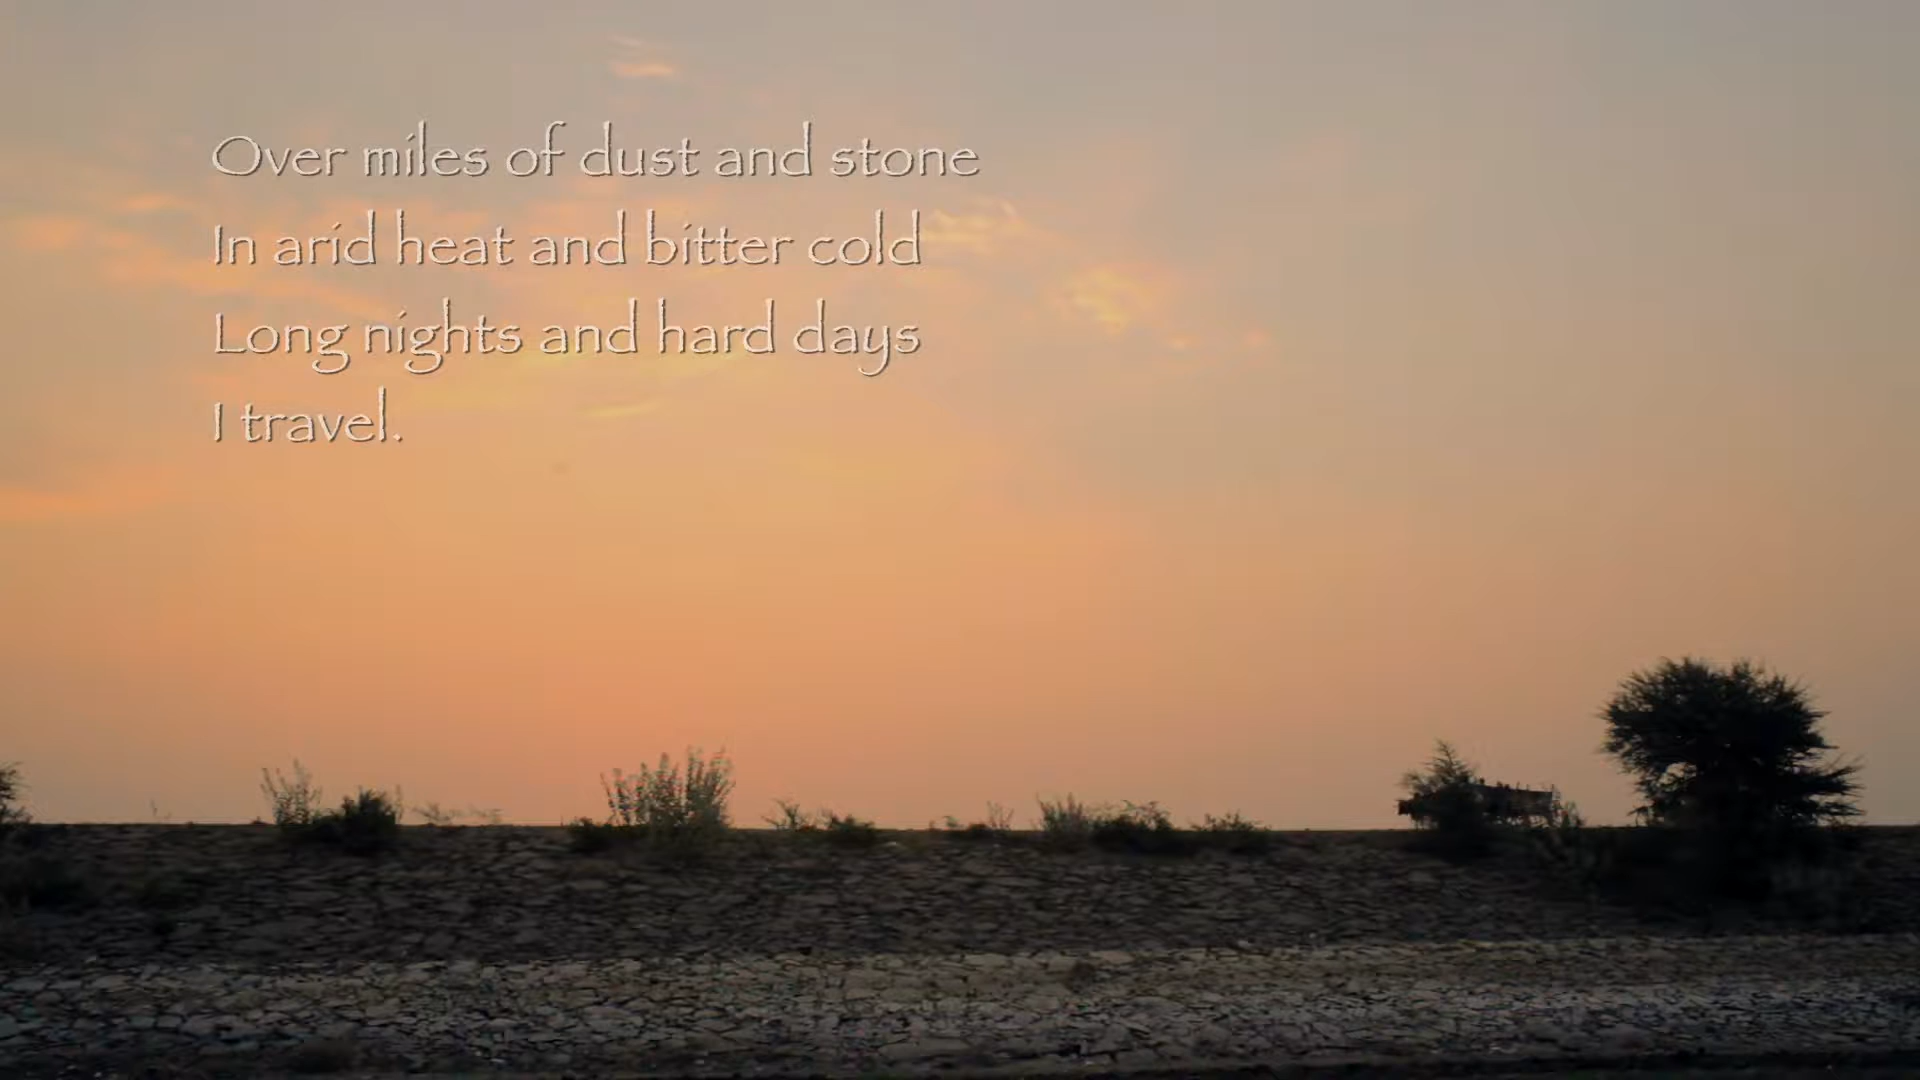 Over miles of dust and stone
In arid heat and bitter cold
Long nights and hard days
I travel.